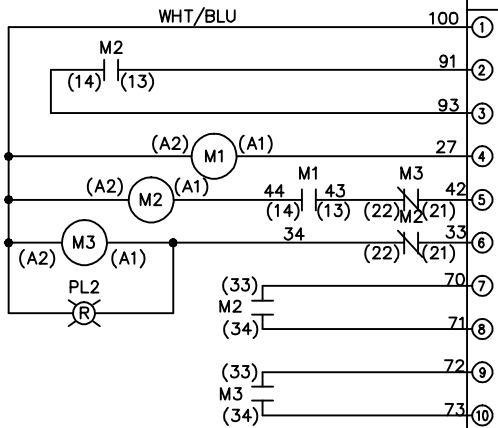 WHT/BLU 100 1
M2 91 2
(14) (13)
93 3
(A2) M1 (A1) 27 4
M1 M3
(A2) M2 (A1) 44 43 42 5
(14) (13) (22) (21)
M2
M3 34 33 6
(A2) (A1) (22) (21)
PL2 (33) 70 7
R M2
(34) 71 8
(33) 72 9
M3
(34) 73 10